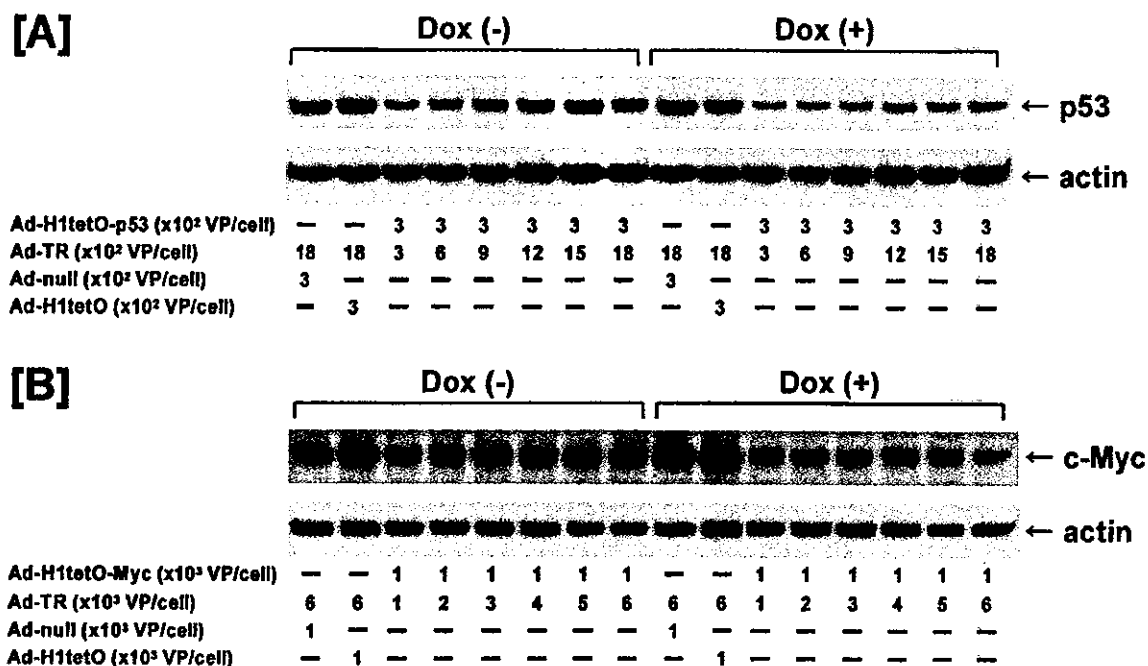 [A]
Dox (-) Dox (+)
← p53
← actin
Ad-H1tetO-p53 (x10² VP/cell) — — 3 3 3 3 3 3 — — 3 3 3 3 3 3
Ad-TR (x10² VP/cell) 18 18 3 6 9 12 15 18 18 18 3 6 9 12 15 18
Ad-null (x10² VP/cell) 3 — — — — — — — 3 — — — — — — —
Ad-H1tetO (x10² VP/cell) — 3 — — — — — — — 3 — — — — — —
[B]
Dox (-) Dox (+)
← c-Myc
← actin
Ad-H1tetO-Myc (x10³ VP/cell) — — 1 1 1 1 1 1 — — 1 1 1 1 1 1
Ad-TR (x10³ VP/cell) 6 6 1 2 3 4 5 6 6 6 1 2 3 4 5 6
Ad-null (x10³ VP/cell) 1 — — — — — — — 1 — — — — — — —
Ad-H1tetO (x10³ VP/cell) — 1 — — — — — — — 1 — — — — — —